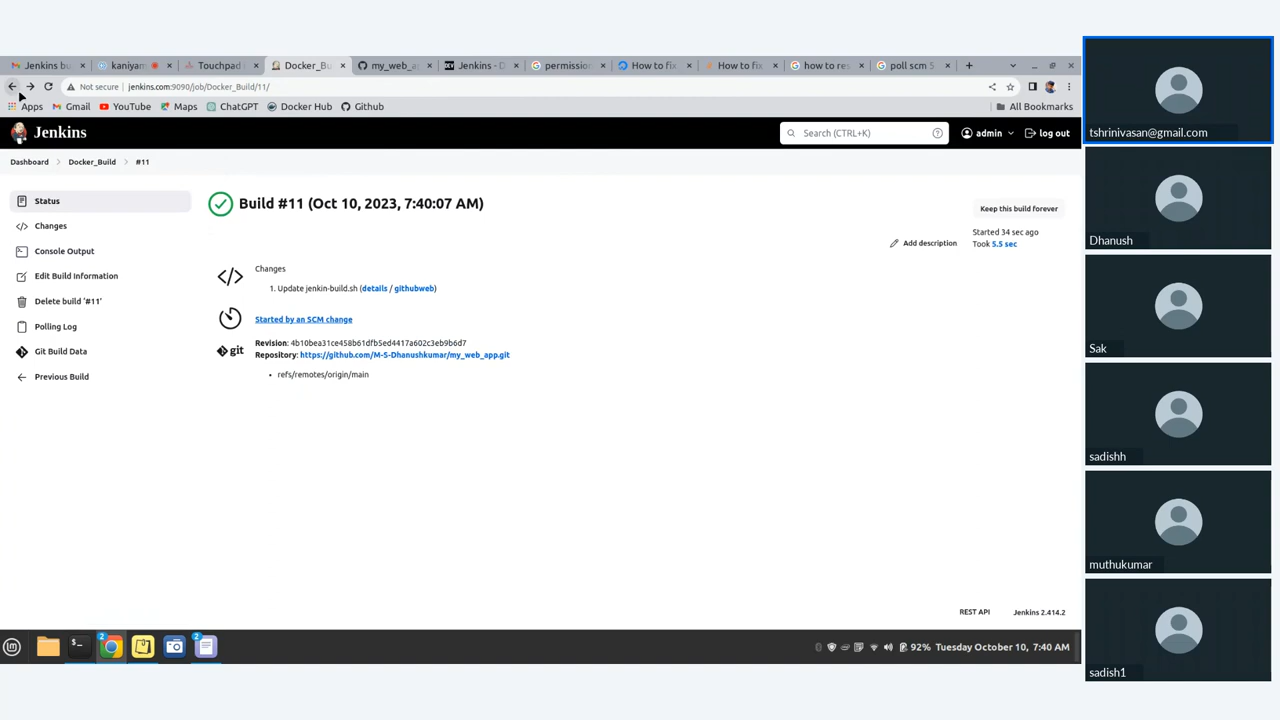 Jenkins bu
kaniyam
Touchpad i
Docker_Bu
my_web_a
Jenkins - D
permission
How to fix
How to fix
how to res
poll scm S
Not secure
jenkins.com:9090/job/Docker_Build/11/
Apps
Gmail
YouTube
Maps
ChatGPT
Docker Hub
Github
All Bookmarks
Jenkins
Search (CTRL+K)
admin
log out
Dashboard
Docker_Build
#11
Status
Changes
Console Output
Edit Build Information
Delete build '#11'
Polling Log
Git Build Data
Previous Build
Build #11 (Oct 10, 2023, 7:40:07 AM)
Keep this build forever
Started 34 sec ago
Took 5.5 sec
Add description
Changes
1. Update jenkin-build.sh (details / githubweb)
Started by an SCM change
git
Revision: 4b10bea31ce458b61dfb5ed4417a602c3eb9b6d7
Repository: https://github.com/M-S-Dhanushkumar/my_web_app.git
refs/remotes/origin/main
REST API
Jenkins 2.414.2
2
2
92%
Tuesday October 10, 7:40 AM
tshrinivasan@gmail.com
Dhanush
Sak
sadishh
muthukumar
sadish1